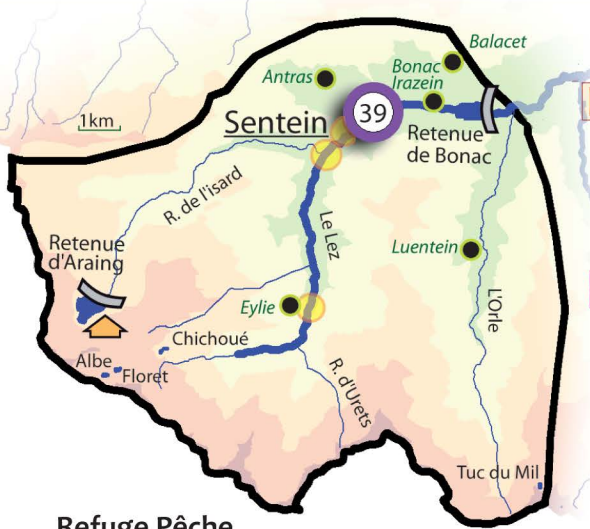 Balacet
Antras
Bonac
Irazein
39
1km
Sentein
Retenue
de Bonac
R. de l'isard
Le Lez
Retenue
d'Araing
Luentein
L'Orle
Eylie
Chichoué
Albe
Floret
R. d'Urets
Tuc du Mil
Refuge Pêche